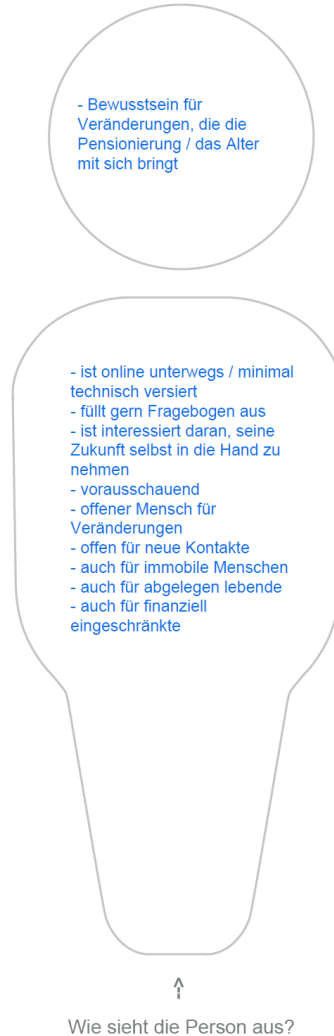 - Bewusstsein für
Veränderungen, die die
Pensionierung / das Alter
mit sich bringt
- ist online unterwegs / minimal
technisch versiert
- füllt gern Fragebogen aus
- ist interessiert daran, seine
Zukunft selbst in die Hand zu
nehmen
- vorausschauend
- offener Mensch für
Veränderungen
- offen für neue Kontakte
- auch für immobile Menschen
- auch für abgelegen lebende
- auch für finanziell
eingeschränkte
Wie sieht die Person aus?